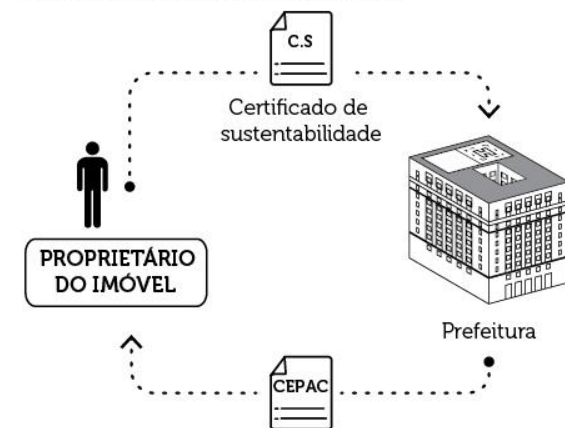 C.S
Certificado de
sustentabilidade
PROPRIETÁRIO
DO IMÓVEL
Prefeitura
CEPAC